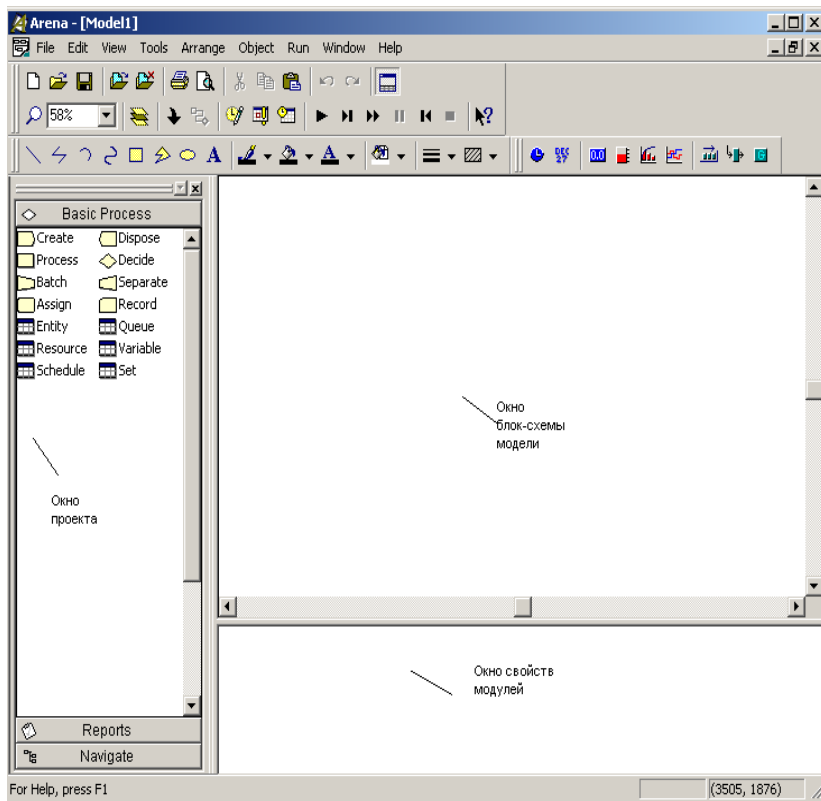 Arena - [Model1]
File Edit View Tools Arrange Object Run Window Help
58%
A A
0.0
Basic Process
Create Dispose
Process Decide
Batch Separate
Assign Record
Entity Queue
Resource Variable
Schedule Set
Окно
блок-схемы
модели
Окно
проекта
Окно свойств
модулей
Reports
Navigate
For Help, press F1 (3505, 1876)